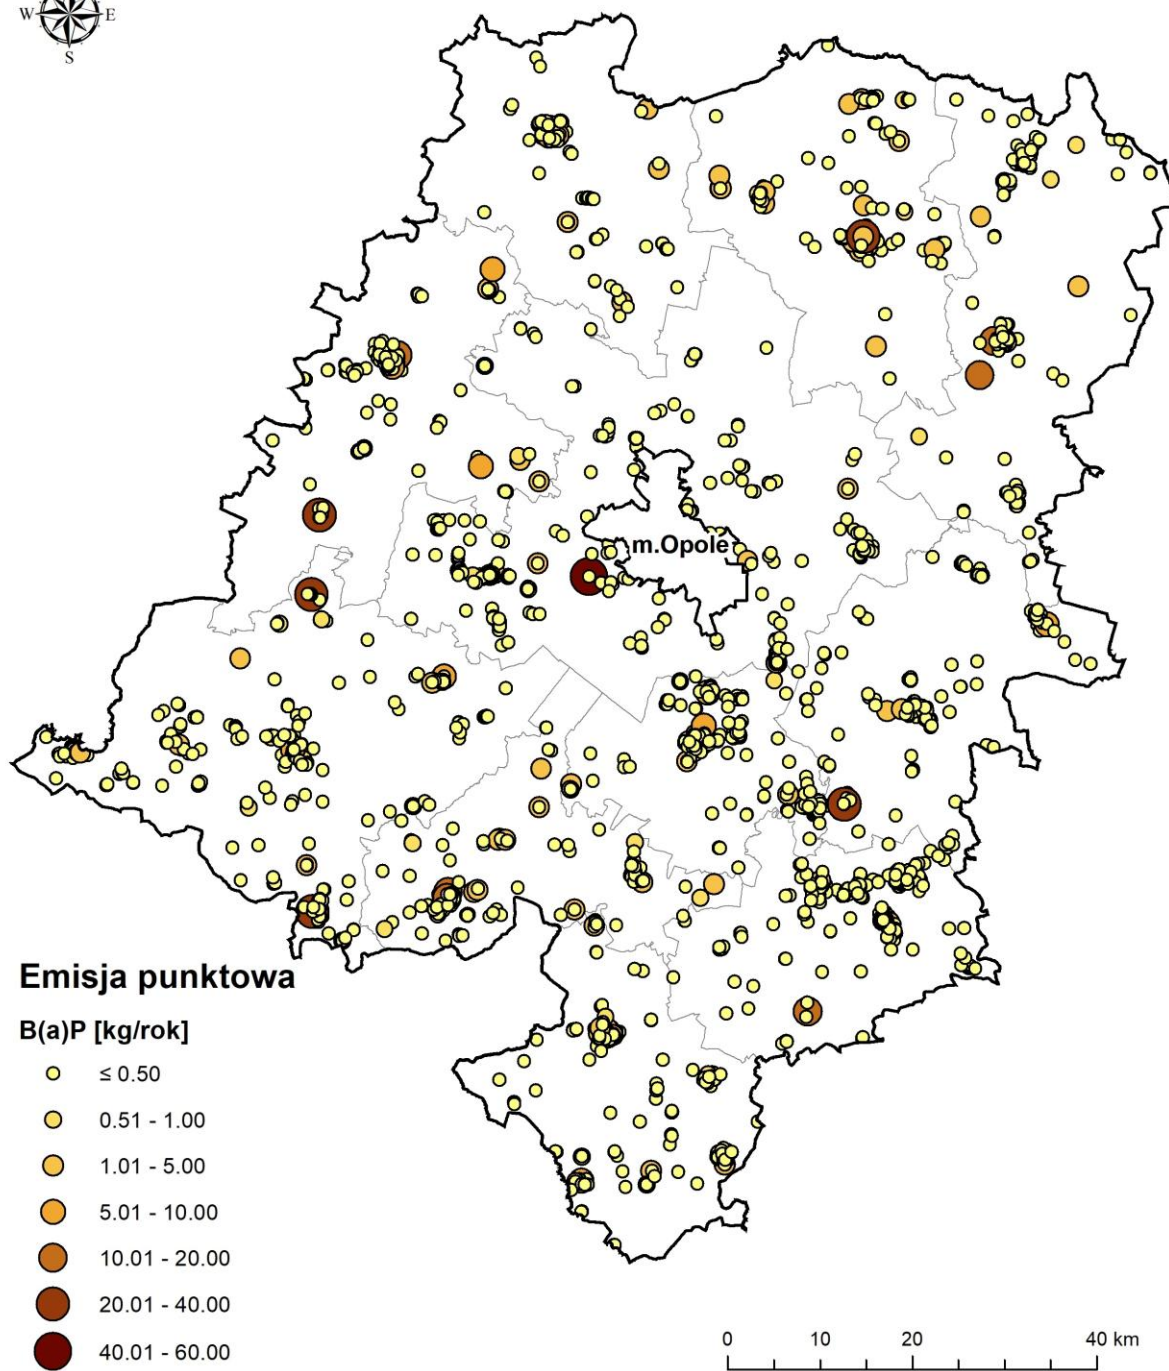 W E
S
m.Opole
Emisja punktowa
B(a)P [kg/rok]
≤ 0.50
0.51 - 1.00
1.01 - 5.00
5.01 - 10.00
10.01 - 20.00
20.01 - 40.00
40.01 - 60.00
0 10 20 40 km